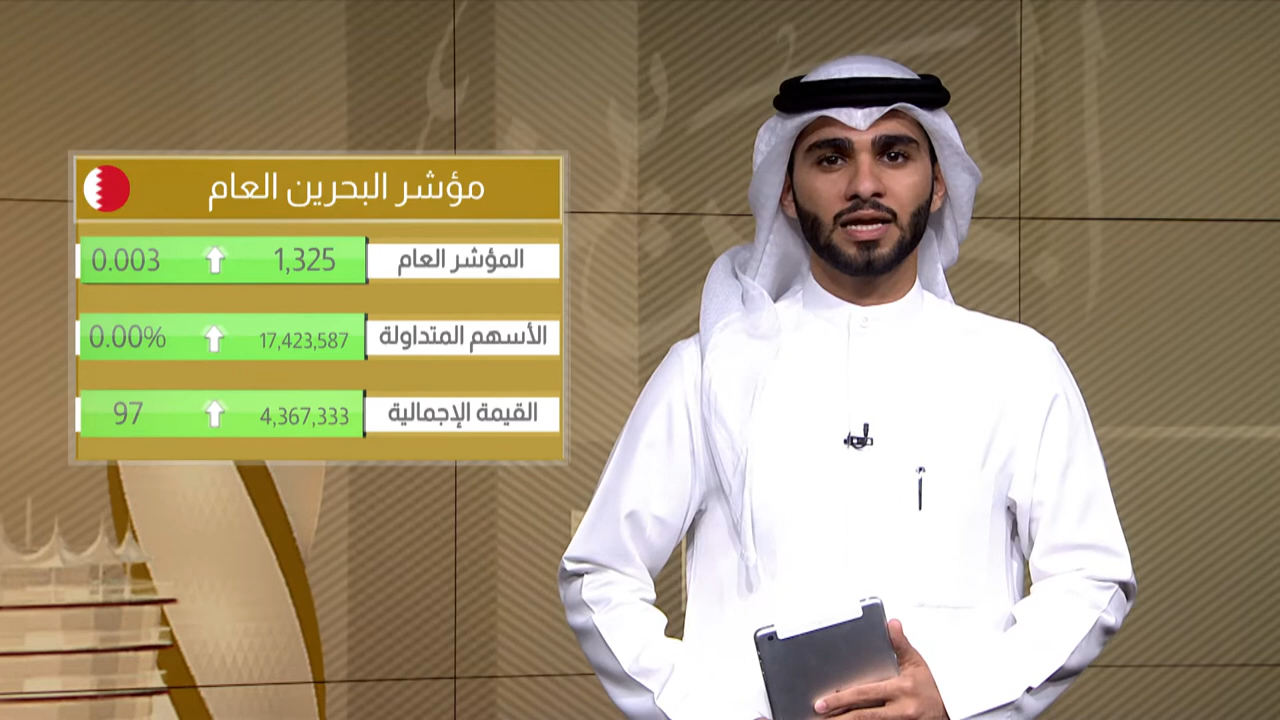 مؤشر البحرين العام
المؤشر العام 1,325 0.003
الأسهم المتداولة 17,423,587 0.00%
القيمة الإجمالية 4,367,333 97